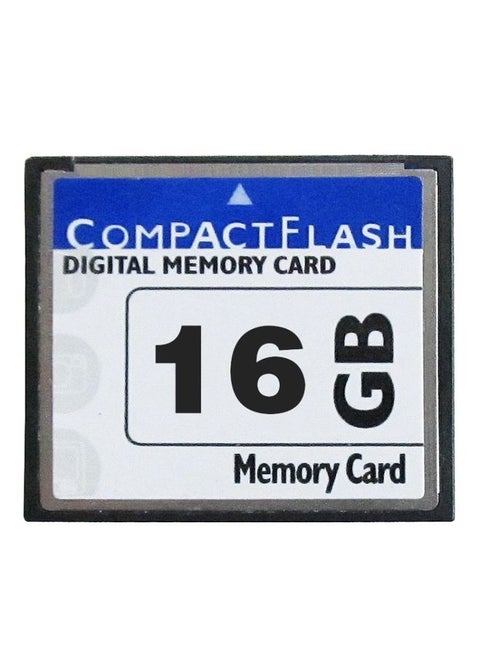 COMPACTFLASH
DIGITAL MEMORY CARD
16 GB
Memory Card